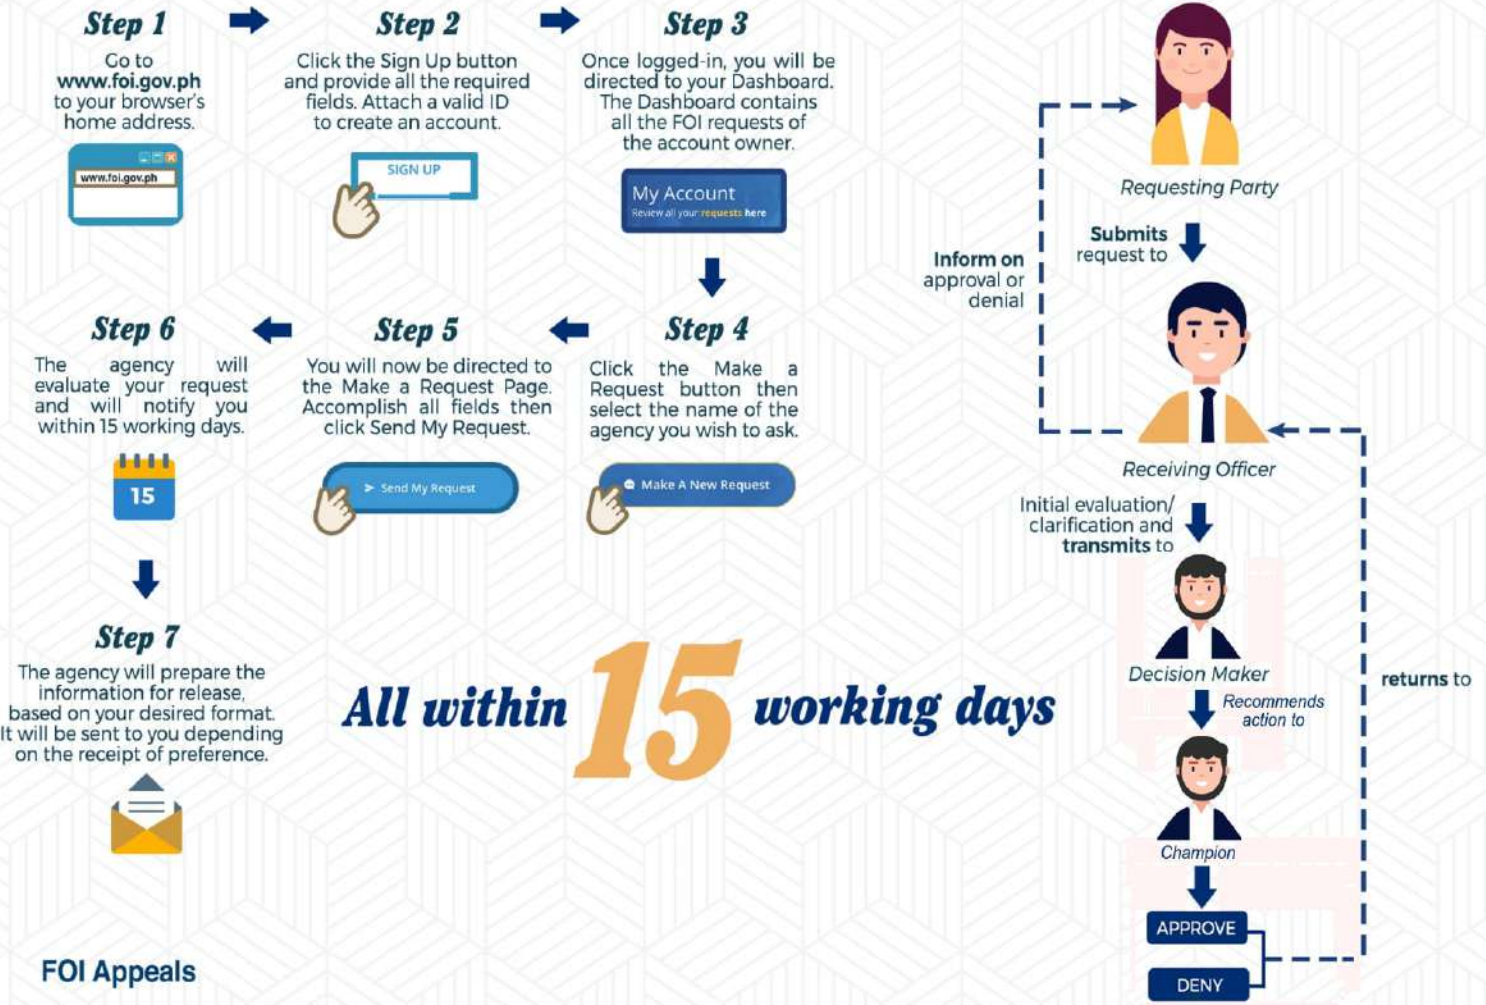 Step 1
Go to
www.foi.gov.ph
to your browser's
home address.
www.foi.gov.ph
Step 2
Click the Sign Up button
and provide all the required
fields. Attach a valid ID
to create an account.
SIGN UP
Step 3
Once logged-in, you will be
directed to your Dashboard.
The Dashboard contains
all the FOI requests of
the account owner.
My Account
Review all your requests here
Step 4
Click the Make a
Request button then
select the name of the
agency you wish to ask.
Make A New Request
Step 5
You will now be directed to
the Make a Request Page.
Accomplish all fields then
click Send My Request.
Send My Request
Step 6
The agency will
evaluate your request
and will notify you
within 15 working days.
15
Step 7
The agency will prepare the
information for release,
based on your desired format.
It will be sent to you depending
on the receipt of preference.
All within 15 working days
Requesting Party
Submits
request to
Inform on
approval or
denial
Receiving Officer
Initial evaluation/
clarification and
transmits to
Decision Maker
Recommends
action to
returns to
Champion
APPROVE
DENY
FOI Appeals